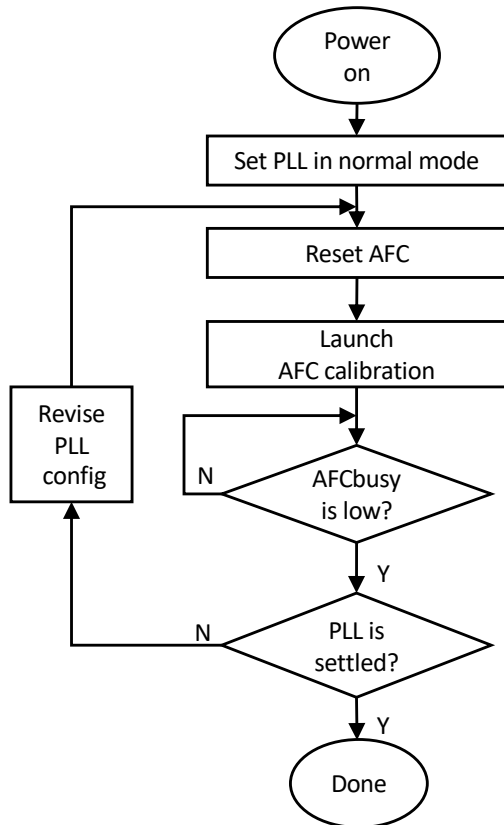 Power
on
Set PLL in normal mode
Reset AFC
Launch
AFC calibration
Revise
PLL
config
N
AFCbusy
is low?
Y
N
PLL is
settled?
Y
Done